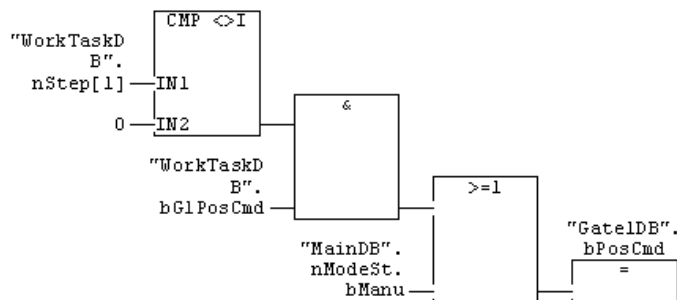 CMP <>I
"WorkTaskD
B".
nStep[1]
IN1
0
IN2
&
"WorkTaskD
B".
bG1PosCmd
>=1
"Gate1DB".
bPosCmd
=
"MainDB".
nModeSt.
bManu